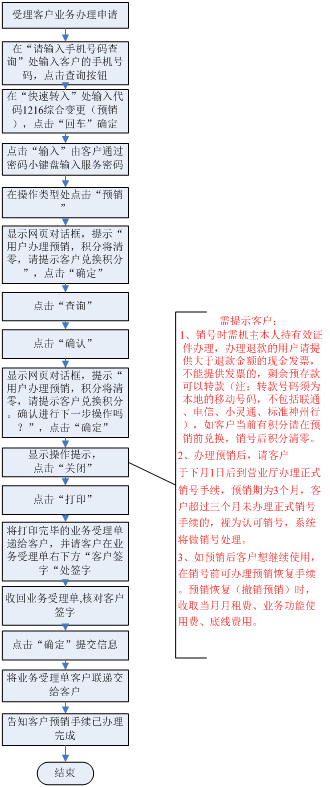 受理客户业务办理申请
在“请输入手机号码查
询”处输入客户的手机号
码，点击查询按钮
在“快速转入”处输入代
码1216综合变更（预销
），点击“回车”确定
点击“输入”由客户通过
密码小键盘输入服务密码
在操作类型处点击“预销
”
显示网页对话框，提示“
用户办理预销，积分将清
零，请提示客户兑换积分
”，点击“确定”
点击“查询”
点击“确认”
显示网页对话框，提示“
用户办理预销，积分将清
零，请提示客户兑换积分
。确认进行下一步操作吗
？”，点击“确定”
显示操作提示，
点击“关闭”
点击“打印”
将打印完毕的业务受理单
递给客户，并请客户在业
务受理单右下方“客户签
字“处签字
收回业务受理单,核对客户
签字
点击“确定”提交信息
将业务受理单客户联递交
给客户
告知客户预销手续已办理
完成
结束
需提示客户：
1、销号时需机主本人持有效证
件办理，办理退款的用户请提
供大于退款金额的现金发票，
不能提供发票的，剩余预存款
可以转款（注：转款号码须为
本地的移动号码，不包括联通
、电信、小灵通、标准神州行
），如客户当前有积分请在预
销前兑换，销号后积分清零。
2、办理预销后，请客户
于下月1日后到营业厅办理正式
销号手续，预销期为3个月，客
户超过三个月未办理正式销号
手续的，视为认可销号，系统
将做销号处理。
3、如预销后客户想继续使用，
在销号前可办理预销恢复手续
。预销恢复（撤销预销）时，
收取当月月租费、业务功能使
用费、底线费用。